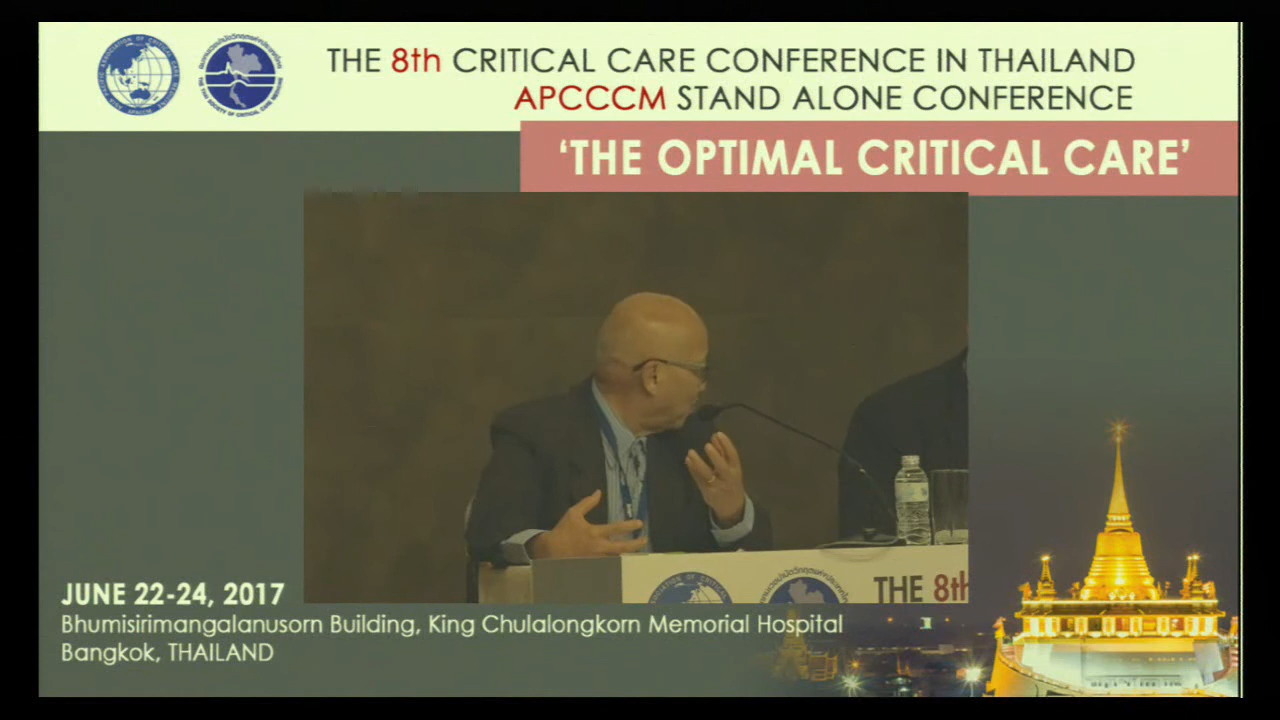 THE 8th CRITICAL CARE CONFERENCE IN THAILAND
APCCCM STAND ALONE CONFERENCE
‘THE OPTIMAL CRITICAL CARE’
THE 8th
JUNE 22-24, 2017
Bhumisirimangalanusorn Building, King Chulalongkorn Memorial Hospital
Bangkok, THAILAND